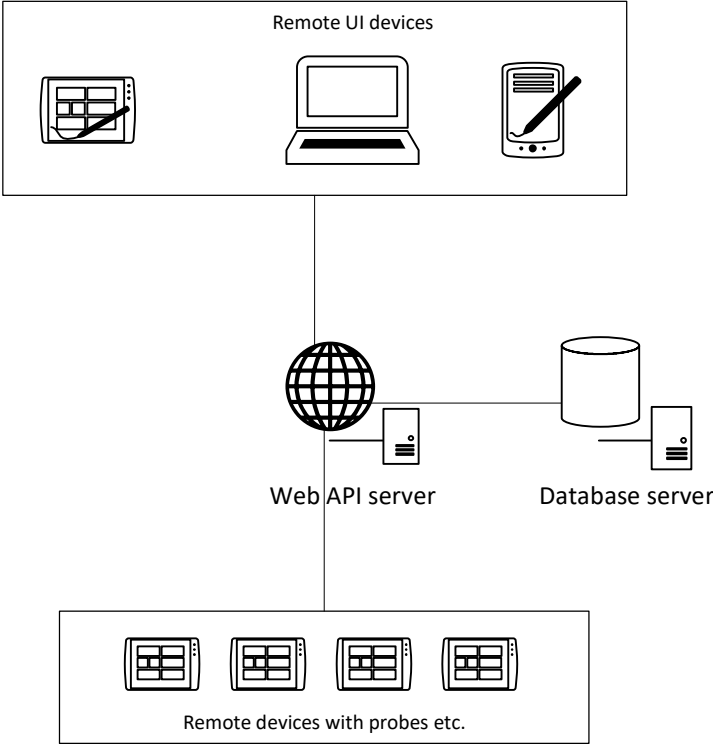 Remote UI devices
Web API server
Database server
Remote devices with probes etc.